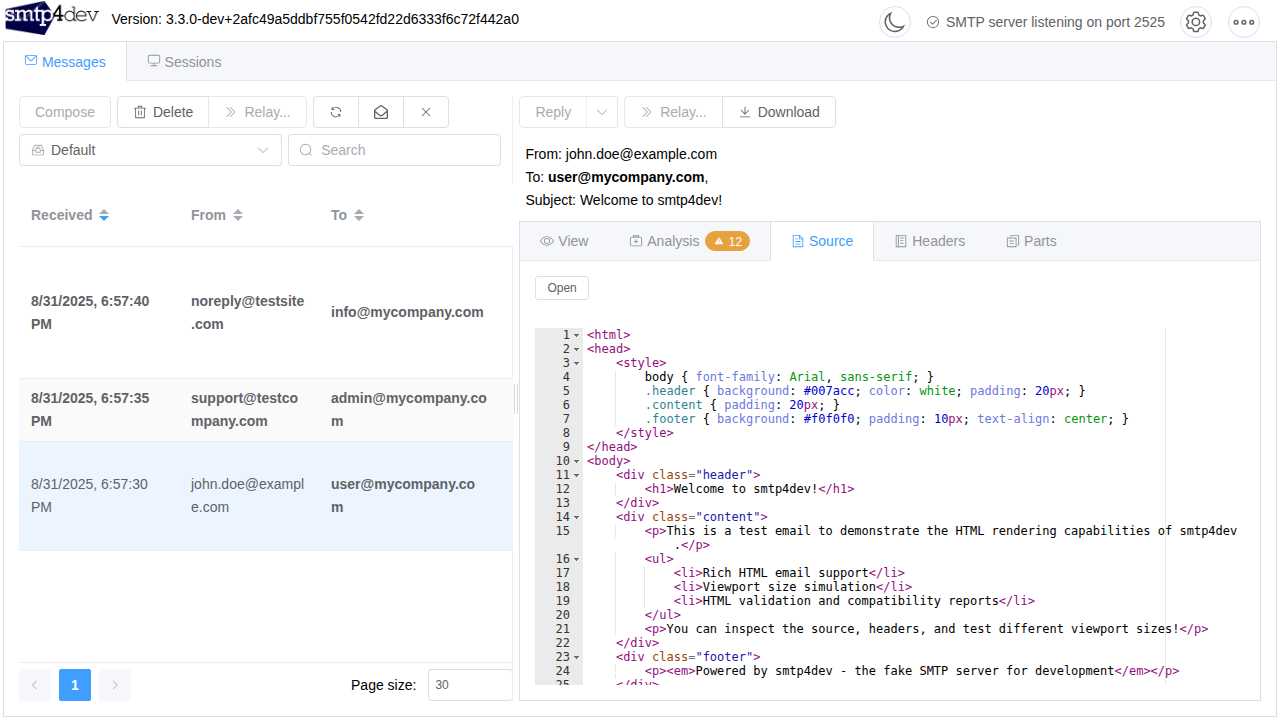 smtp4dev
Version: 3.3.0-dev+2afc49a5ddbf755f0542fd22d6333f6c72f442a0
SMTP server listening on port 2525
Messages
Sessions
Compose
Delete
Relay...
Default
Search
Received
From
To
8/31/2025, 6:57:40
PM
noreply@testsite
.com
info@mycompany.com
8/31/2025, 6:57:35
PM
support@testco
mpany.com
admin@mycompany.co
m
8/31/2025, 6:57:30
PM
john.doe@exampl
e.com
user@mycompany.co
m
1
Page size:
30
Reply
Relay...
Download
From: john.doe@example.com
To: user@mycompany.com,
Subject: Welcome to smtp4dev!
View
Analysis
12
Source
Headers
Parts
Open
1 <html>
2 <head>
3     <style>
4         body { font-family: Arial, sans-serif; }
5         .header { background: #007acc; color: white; padding: 20px; }
6         .content { padding: 20px; }
7         .footer { background: #f0f0f0; padding: 10px; text-align: center; }
8     </style>
9 </head>
10 <body>
11     <div class="header">
12         <h1>Welcome to smtp4dev!</h1>
13     </div>
14     <div class="content">
15         <p>This is a test email to demonstrate the HTML rendering capabilities of smtp4dev
.</p>
16         <ul>
17             <li>Rich HTML email support</li>
18             <li>Viewport size simulation</li>
19             <li>HTML validation and compatibility reports</li>
20         </ul>
21         <p>You can inspect the source, headers, and test different viewport sizes!</p>
22     </div>
23     <div class="footer">
24         <p><em>Powered by smtp4dev - the fake SMTP server for development</em></p>
25     </div>